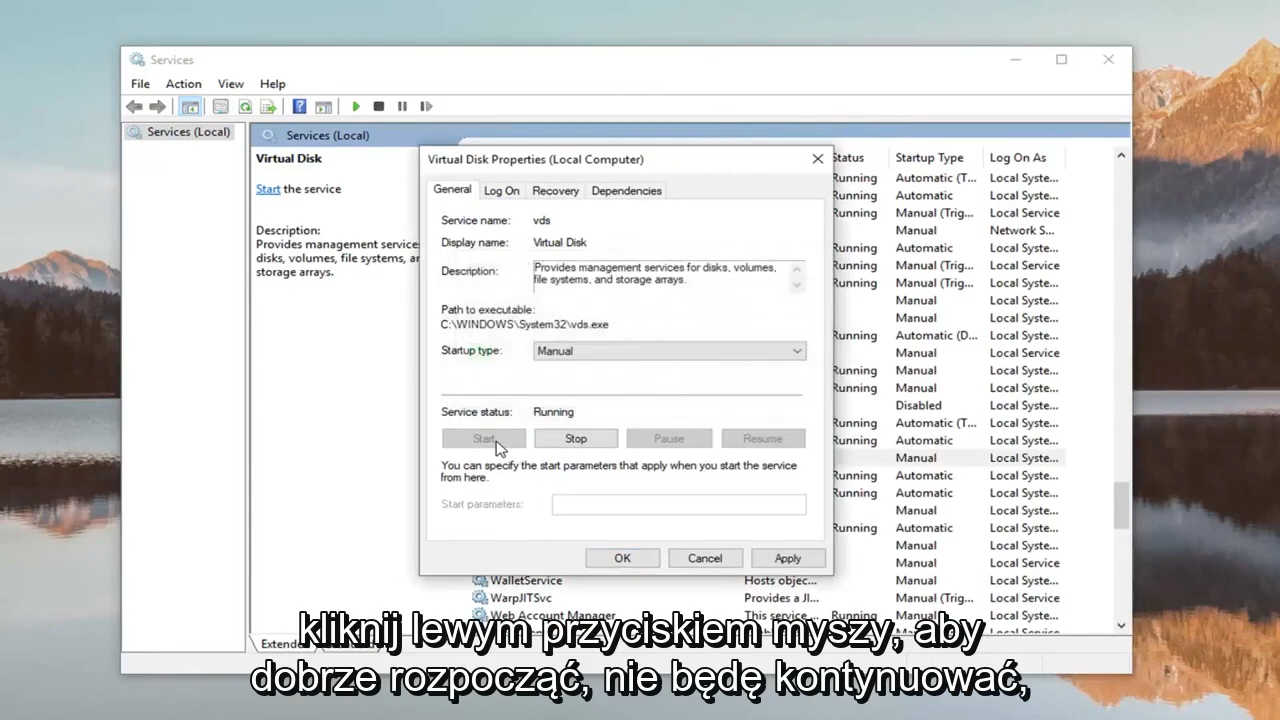 Services
File Action View Help
Services (Local)
Services (Local)
Virtual Disk
Start the service
Description:
Provides management services
disks, volumes, file systems, an
storage arrays.
Status Startup Type Log On As
Running Automatic (T... Local Syste...
Running Automatic Local Syste...
Running Manual (Trig... Local Service
Manual Network S...
Running Automatic Local Syste...
Running Manual (Trig... Local Syste...
Running Manual (Trig... Local Syste...
Manual Local Syste...
Manual Local Syste...
Running Automatic (D... Local Syste...
Manual Local Service
Running Manual Local Syste...
Running Manual Local Syste...
Disabled Local Syste...
Running Automatic (T... Local Syste...
Running Automatic Local Syste...
Manual Local Syste...
Running Automatic Local Syste...
Running Automatic Local Syste...
Manual Local Syste...
Running Automatic Local Syste...
Manual Local Syste...
Manual Local Service
WalletService Hosts objec... Manual Local Syste...
WarpJITSvc Provides a JI... Manual (Trig... Local Service
Web Account Manager This service Running Manual Local Syste...
Virtual Disk Properties (Local Computer)
General Log On Recovery Dependencies
Service name: vds
Display name: Virtual Disk
Description: Provides management services for disks, volumes,
file systems, and storage arrays.
Path to executable:
C:\WINDOWS\System32\vds.exe
Startup type: Manual
Service status: Running
Start Stop Pause Resume
You can specify the start parameters that apply when you start the service
from here.
Start parameters:
OK Cancel Apply
Extended
kliknij lewym przyciskiem myszy, aby
dobrze rozpocząć, nie będę kontynuować,